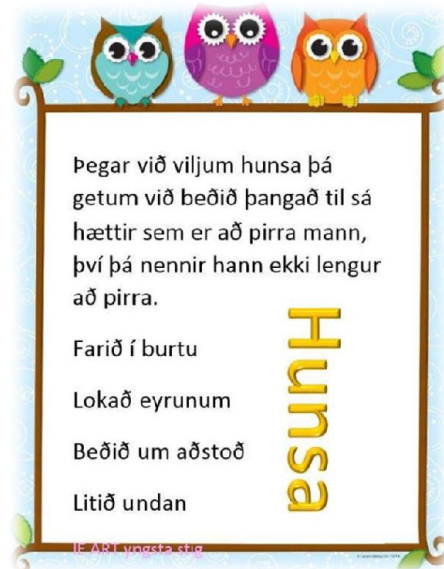 Þegar við viljum hunsa þá
getum við beðið þangað til sá
hættir sem er að pirra mann,
því þá nennir hann ekki lengur
að pirra.
Farið í burtu
Lokað eyrunum
Beðið um aðstoð
Litið undan
Hunsa
IE ART yngsta stig